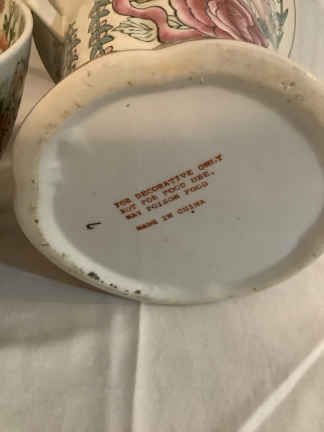 FOR DECORATIVE ONLY
NOT FOR FOOD USE.
MAY POISON FOOD
MADE IN CHINA